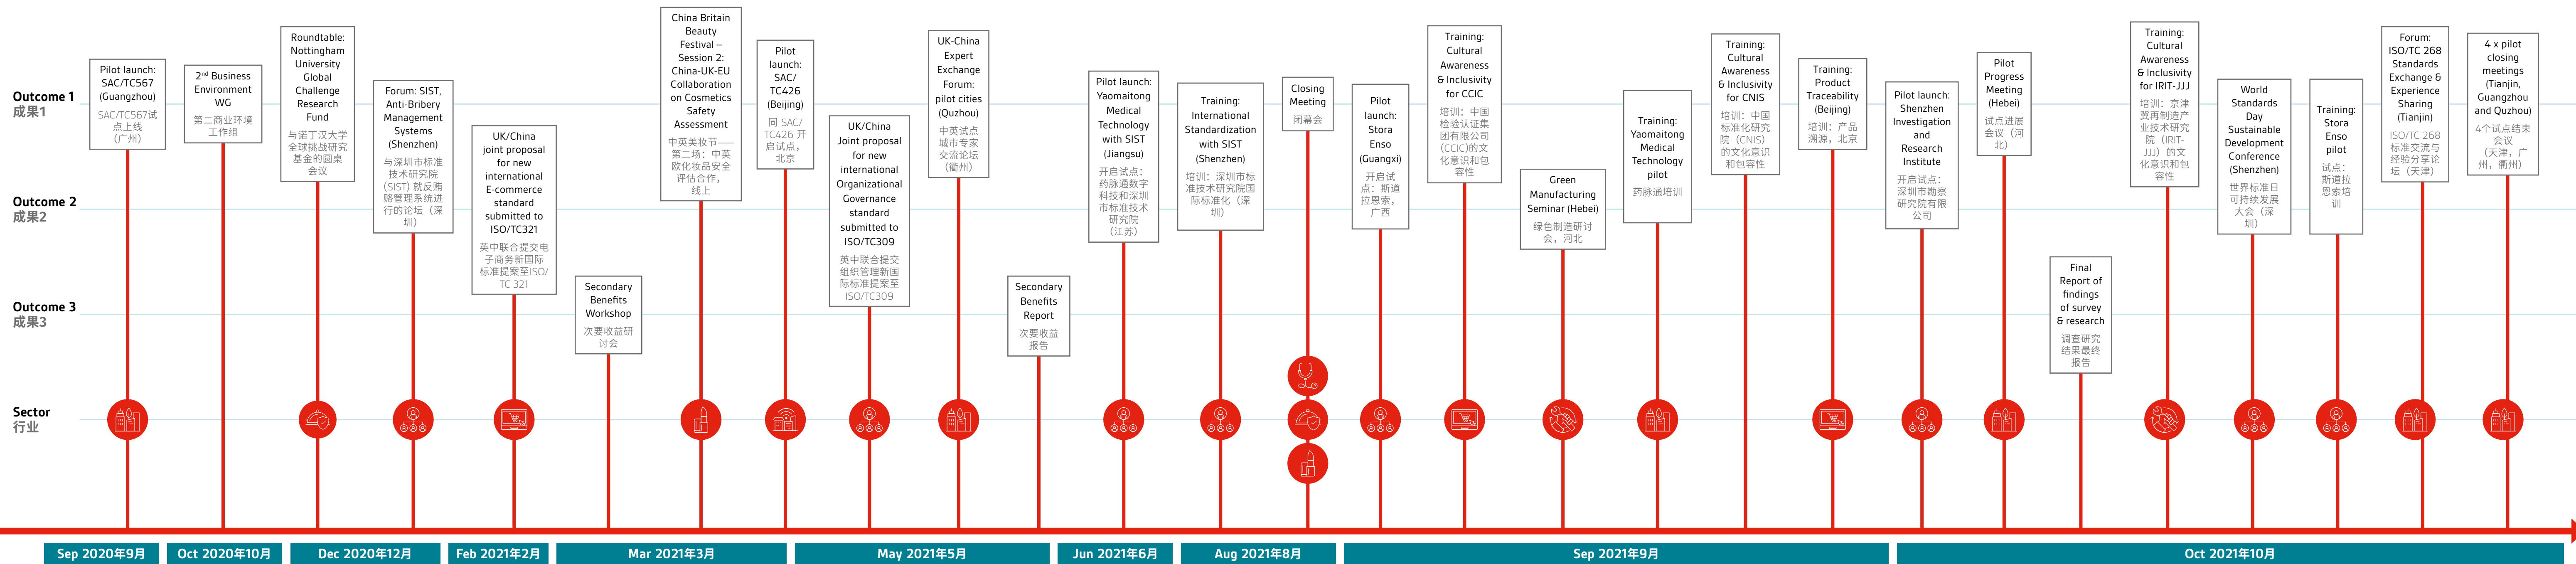 Outcome 1
成果1
Outcome 2
成果2
Outcome 3
成果3
Sector
行业
Pilot launch:
SAC/TC567
(Guangzhou)
SAC/TC567试
点上线
（广州）
2nd Business
Environment
WG
第二商业环境
工作组
Roundtable:
Nottingham
University
Global
Challenge
Research
Fund
与诺丁汉大学
全球挑战研究
基金的圆桌
会议
Forum: SIST,
Anti-Bribery
Management
Systems
(Shenzhen)
与深圳市标准
技术研究院
（SIST) 就反贿
赂管理系统进
行的论坛（深
圳）
UK/China
joint proposal
for new
international
E-commerce
standard
submitted to
ISO/TC321
英中联合提交电
子商务新国际
标准提案至ISO/
TC 321
Secondary
Benefits
Workshop
次要收益研
讨会
China Britain
Beauty
Festival –
Session 2:
China-UK-EU
Collaboration
on Cosmetics
Safety
Assessment
中英美妆节——
第二场：中英
欧化妆品安全
评估合作，
线上
Pilot
launch:
SAC/
TC426
(Beijing)
同 SAC/
TC426 开
启试点，
北京
UK/China
Joint proposal
for new
international
Organizational
Governance
standard
submitted to
ISO/TC309
英中联合提交
组织管理新国
际标准提案至
ISO/TC309
UK-China
Expert
Exchange
Forum:
pilot cities
(Quzhou)
中英试点
城市专家
交流论坛
（衢州）
Secondary
Benefits
Report
次要收益
报告
Pilot launch:
Yaomaitong
Medical
Technology
with SIST
(Jiangsu)
开启试点：
药脉通数字
科技和深圳
市标准技术
研究院
（江苏）
Training:
International
Standardization
with SIST
(Shenzhen)
培训：深圳市标
准技术研究院国
际标准化（深
圳）
Closing
Meeting
闭幕会
Pilot
launch:
Stora
Enso
(Guangxi)
开启试
点：斯道
拉恩索，
广西
Training:
Cultural
Awareness
& Inclusivity
for CCIC
培训：中国
检验认证集
团有限公司
(CCIC)的文
化意识和包
容性
Green
Manufacturing
Seminar (Hebei)
绿色制造研讨
会，河北
Training:
Yaomaitong
Medical
Technology
pilot
药脉通培训
Training:
Cultural
Awareness
& Inclusivity
for CNIS
培训：中国
标准化研究
院（CNIS)
的文化意识
和包容性
Training:
Product
Traceability
(Beijing)
培训：产品
溯源，北京
Pilot launch:
Shenzhen
Investigation
and
Research
Institute
开启试点：
深圳市勘察
研究院有限
公司
Pilot
Progress
Meeting
(Hebei)
试点进展
会议（河
北）
Final
Report of
findings
of survey
& research
调查研究
结果最终
报告
Training:
Cultural
Awareness
& Inclusivity
for IRIT-JJJ
培训：京津
冀再制造产
业技术研究
院（IRIT-
JJJ）的文
化意识和包
容性
World
Standards
Day
Sustainable
Development
Conference
(Shenzhen)
世界标准日
可持续发展
大会（深
圳）
Training:
Stora
Enso
pilot
试点：
斯道拉
恩索培
训
Forum:
ISO/TC 268
Standards
Exchange &
Experience
Sharing
(Tianjin)
ISO/TC 268
标准交流与
经验分享论
坛（天津）
4 x pilot
closing
meetings
(Tianjin,
Guangzhou
and Quzhou)
4个试点结束
会议
（天津，广
州，衢州）
Sep 2020年9月
Oct 2020年10月
Dec 2020年12月
Feb 2021年2月
Mar 2021年3月
May 2021年5月
Jun 2021年6月
Aug 2021年8月
Sep 2021年9月
Oct 2021年10月